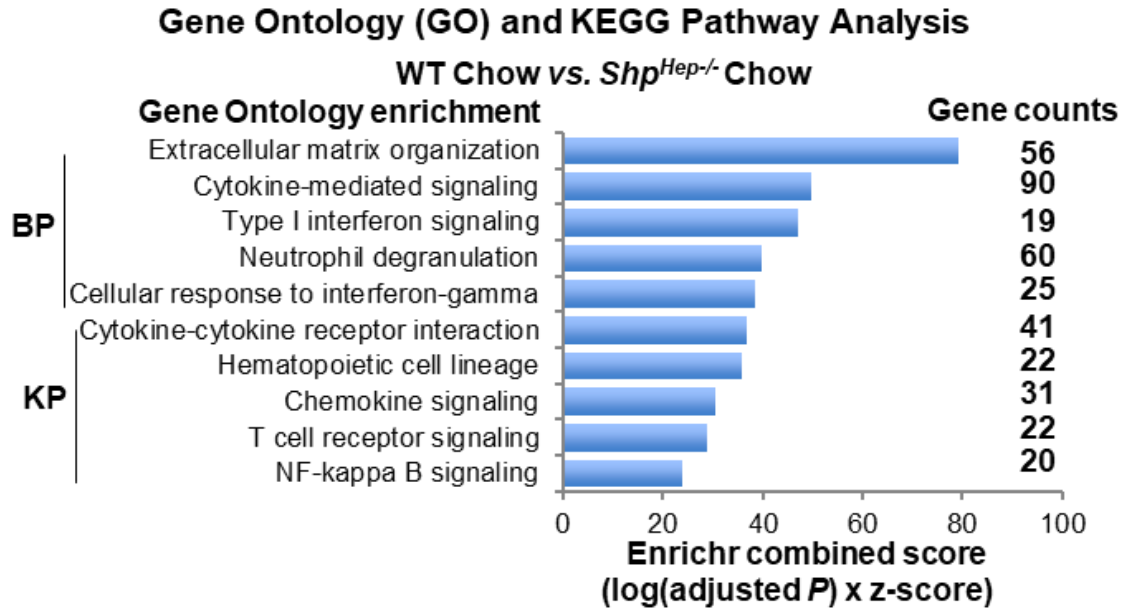 Gene Ontology (GO) and KEGG Pathway Analysis
WT Chow vs. Shp^Hep-/- Chow
Gene Ontology enrichment Gene counts
BP
Extracellular matrix organization 56
Cytokine-mediated signaling 90
Type I interferon signaling 19
Neutrophil degranulation 60
Cellular response to interferon-gamma 25
KP
Cytokine-cytokine receptor interaction 41
Hematopoietic cell lineage 22
Chemokine signaling 31
T cell receptor signaling 22
NF-kappa B signaling 20
0 20 40 60 80 100
Enrichr combined score
(log(adjusted P) x z-score)